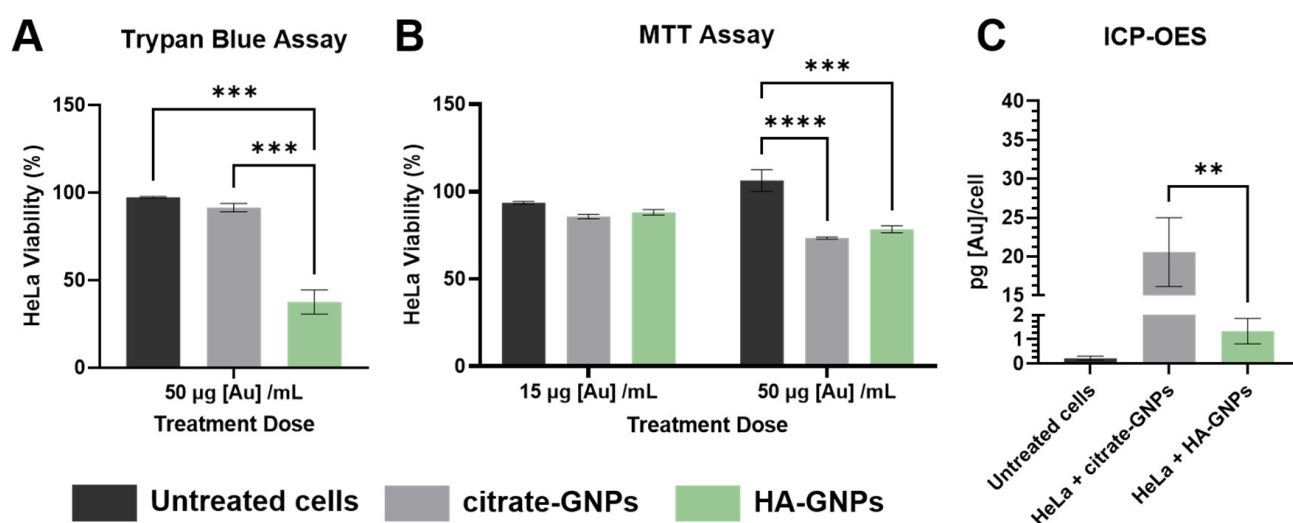 A
Trypan Blue Assay
HeLa Viability (%)
150
100
50
0
***
***
50 µg [Au] /mL
Treatment Dose
B
MTT Assay
HeLa Viability (%)
150
100
50
0
***
****
15 µg [Au] /mL
50 µg [Au] /mL
Treatment Dose
C
ICP-OES
pg [Au]/cell
40
35
30
25
20
15
2
1
0
**
Untreated cells
HeLa + citrate-GNPs
HeLa + HA-GNPs
Untreated cells
citrate-GNPs
HA-GNPs